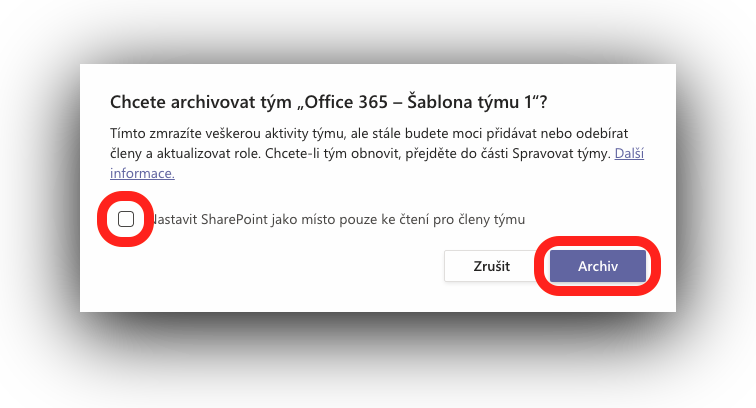 Chcete archivovat tým „Office 365 – Šablona týmu 1“?
Tímto zmrazíte veškerou aktivity týmu, ale stále budete moci přidávat nebo odebírat
členy a aktualizovat role. Chcete-li tým obnovit, přejděte do části Spravovat týmy. Další
informace.
Nastavit SharePoint jako místo pouze ke čtení pro členy týmu
Zrušit
Archiv